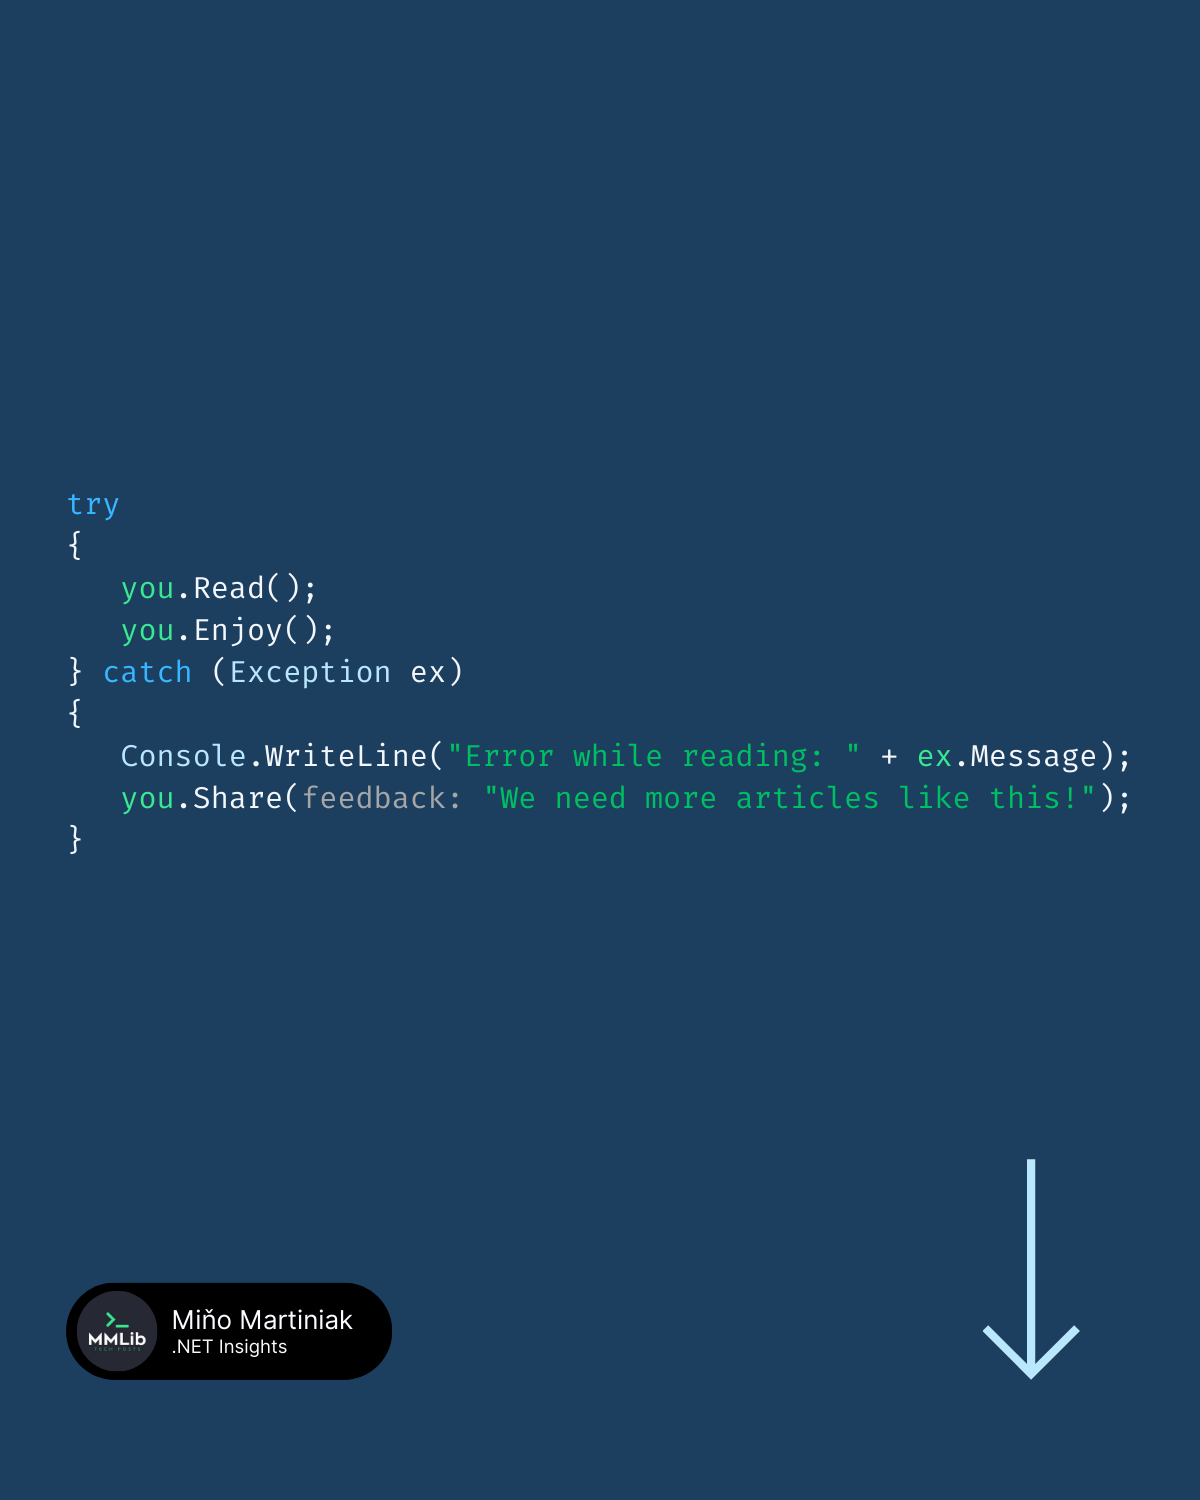 try
{
   you.Read();
   you.Enjoy();
} catch (Exception ex)
{
   Console.WriteLine("Error while reading: " + ex.Message);
   you.Share(feedback: "We need more articles like this!");
}
>_
MMLib
TECH POSTS
Miňo Martiniak
.NET Insights